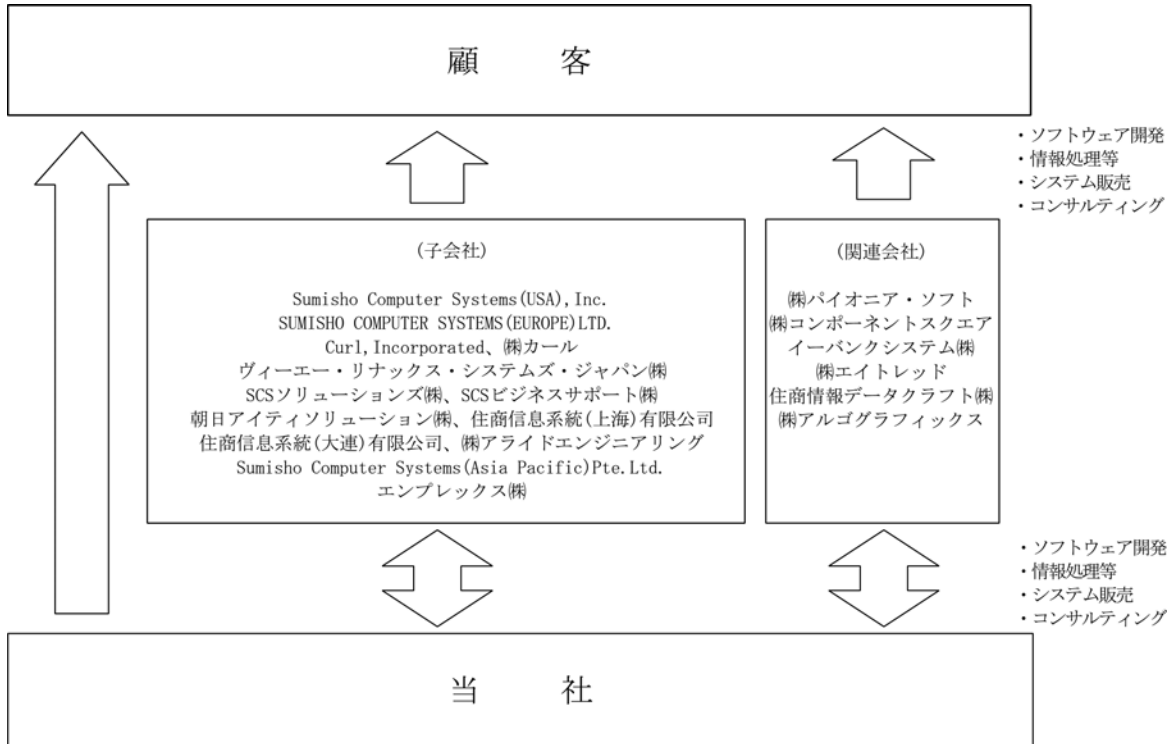 顧 客
・ソフトウェア開発
・情報処理等
・システム販売
・コンサルティング
(子会社)
Sumisho Computer Systems(USA),Inc.
SUMISHO COMPUTER SYSTEMS(EUROPE)LTD.
Curl,Incorporated、㈱カール
ヴィーエー・リナックス・システムズ・ジャパン㈱
SCSソリューションズ㈱、SCSビジネスサポート㈱
朝日アイティソリューション㈱、住商信息系統(上海)有限公司
住商信息系統(大連)有限公司、㈱アライドエンジニアリング
Sumisho Computer Systems(Asia Pacific)Pte.Ltd.
エンプレックス㈱
(関連会社)
㈱パイオニア・ソフト
㈱コンポーネントスクエア
イーバンクシステム㈱
㈱エイトレッド
住商情報データクラフト㈱
㈱アルゴグラフィックス
・ソフトウェア開発
・情報処理等
・システム販売
・コンサルティング
当 社